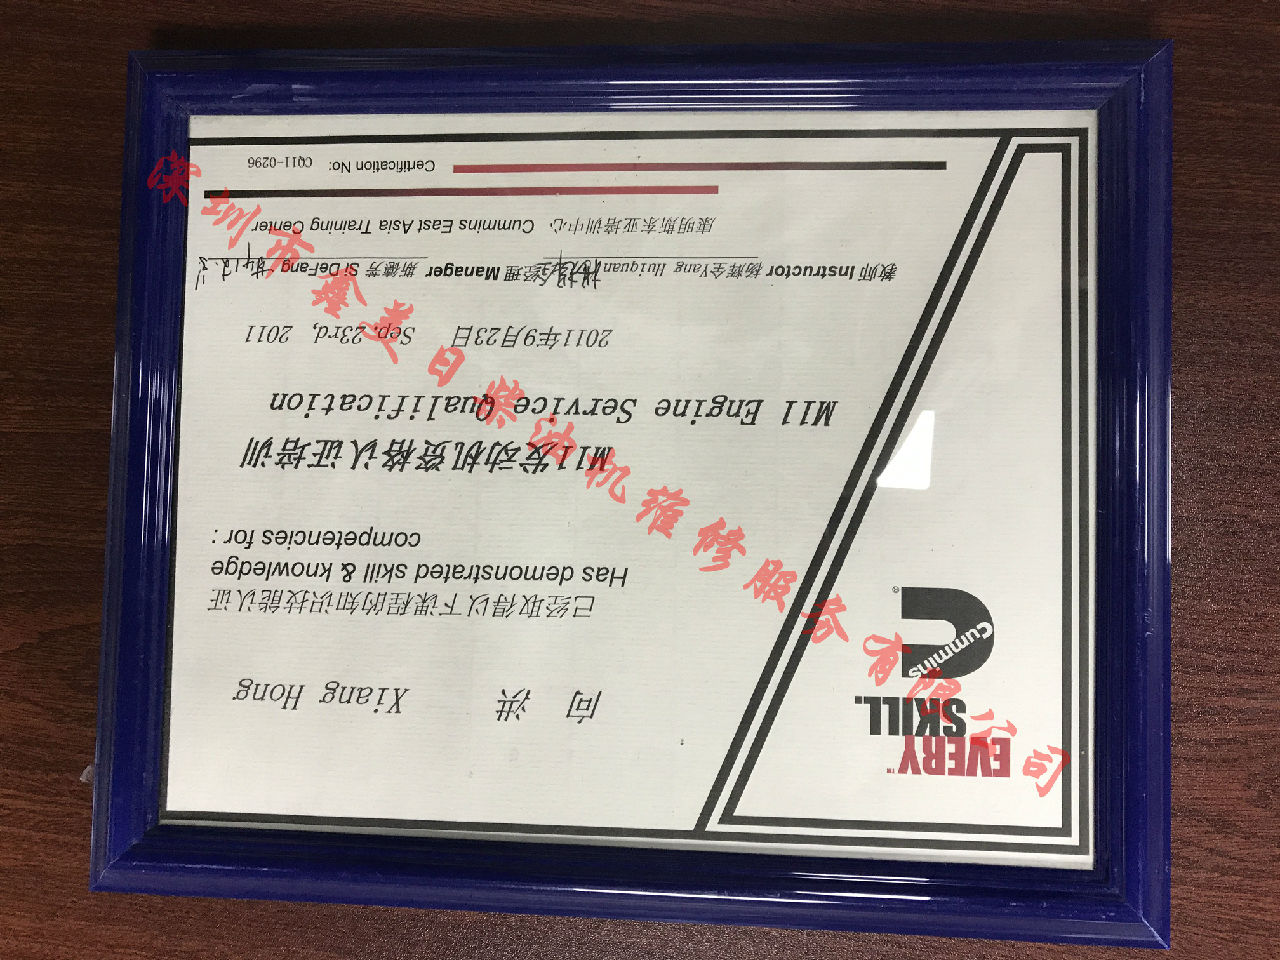 EVERY™
SKILL.
Cummins
®
向 洪 Xiang Hong
已经取得以下课程的知识技能认证
Has demonstrated skill & knowledge
competencies for :
M11发动机资格认证培训
M11 Engine Service Qualification
2011年9月23日 Sep. 23rd, 2011
教师 Instructor 杨辉全Yang Huiquan 经理 Manager 斯德芳 Si DeFang
康明斯东亚培训中心 Cummins East Asia Training Center
Certification No: CQ11-0296
深圳市鑫美日柴油机维修服务有限公司